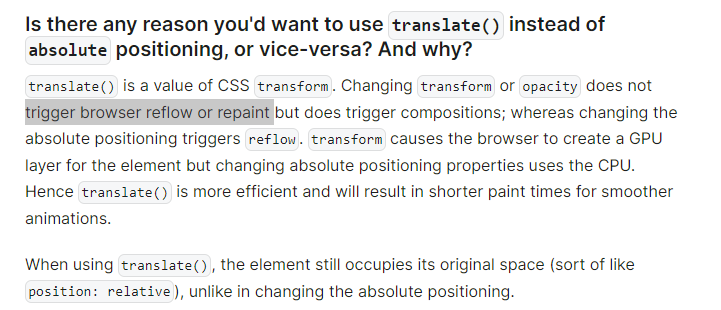 Is there any reason you'd want to use translate() instead of
absolute positioning, or vice-versa? And why?
translate() is a value of CSS transform. Changing transform or opacity does not
trigger browser reflow or repaint but does trigger compositions; whereas changing the
absolute positioning triggers reflow. transform causes the browser to create a GPU
layer for the element but changing absolute positioning properties uses the CPU.
Hence translate() is more efficient and will result in shorter paint times for smoother
animations.
When using translate(), the element still occupies its original space (sort of like
position: relative), unlike in changing the absolute positioning.